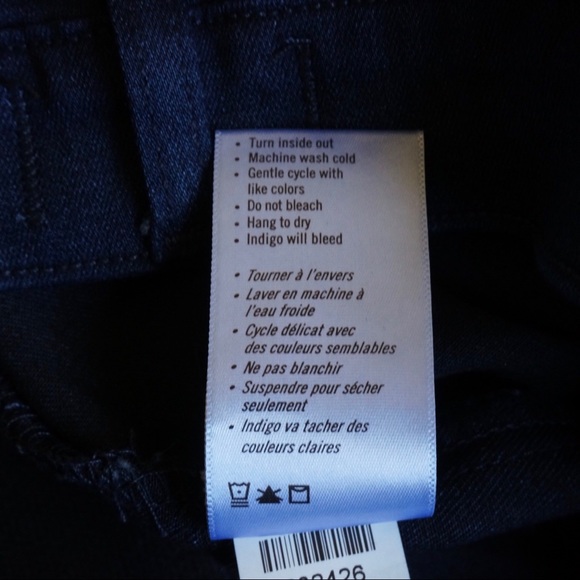 • Turn inside out
• Machine wash cold
• Gentle cycle with
like colors
• Do not bleach
• Hang to dry
• Indigo will bleed
• Tourner à l'envers
• Laver en machine à
l'eau froide
• Cycle délicat avec
des couleurs semblables
• Ne pas blanchir
• Suspendre pour sécher
seulement
• Indigo va tacher des
couleurs claires